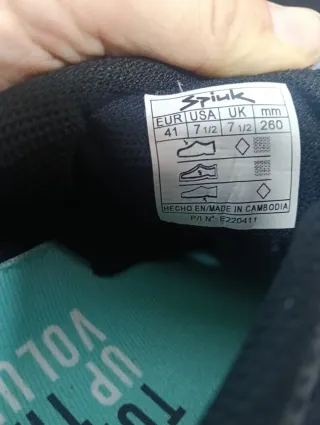 Spiuk
EUR USA UK mm
41 7 1/2 7 1/2 260
HECHO EN/MADE IN CAMBODIA
P/I Nº: E220411
UP
VOLU